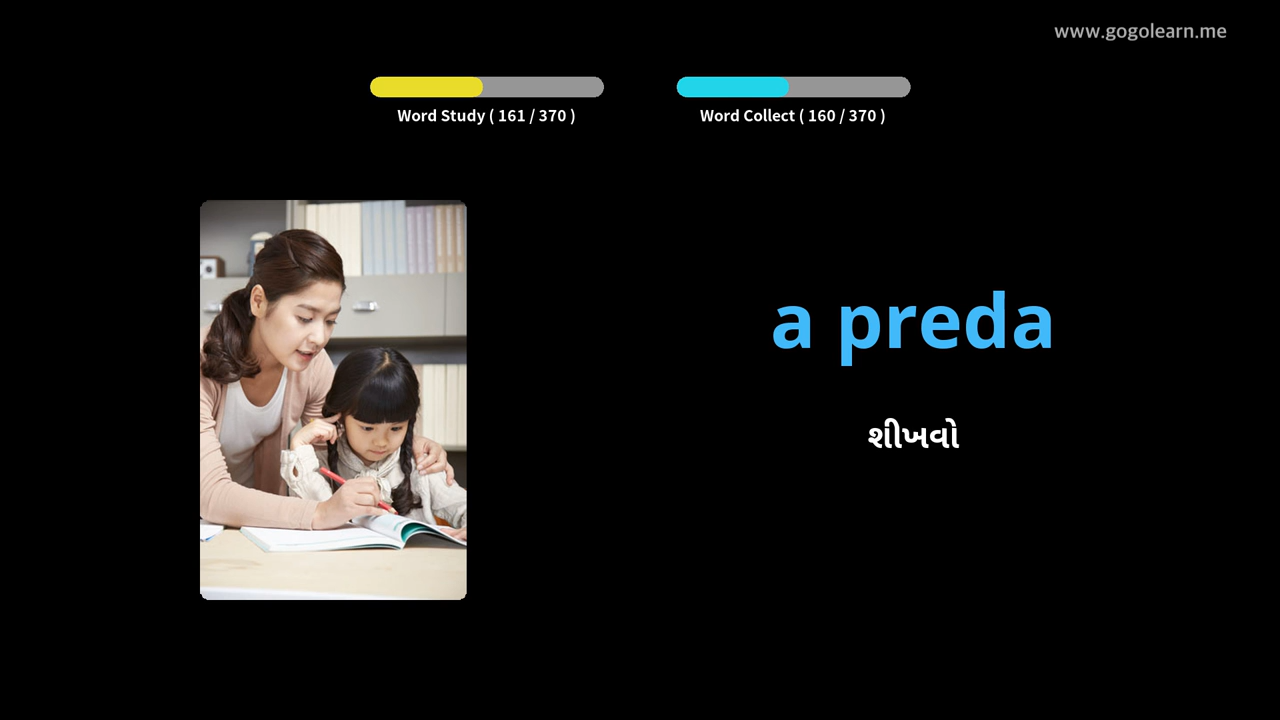 www.gogolearn.me
Word Study ( 161 / 370 )
Word Collect ( 160 / 370 )
a preda
શીખવો